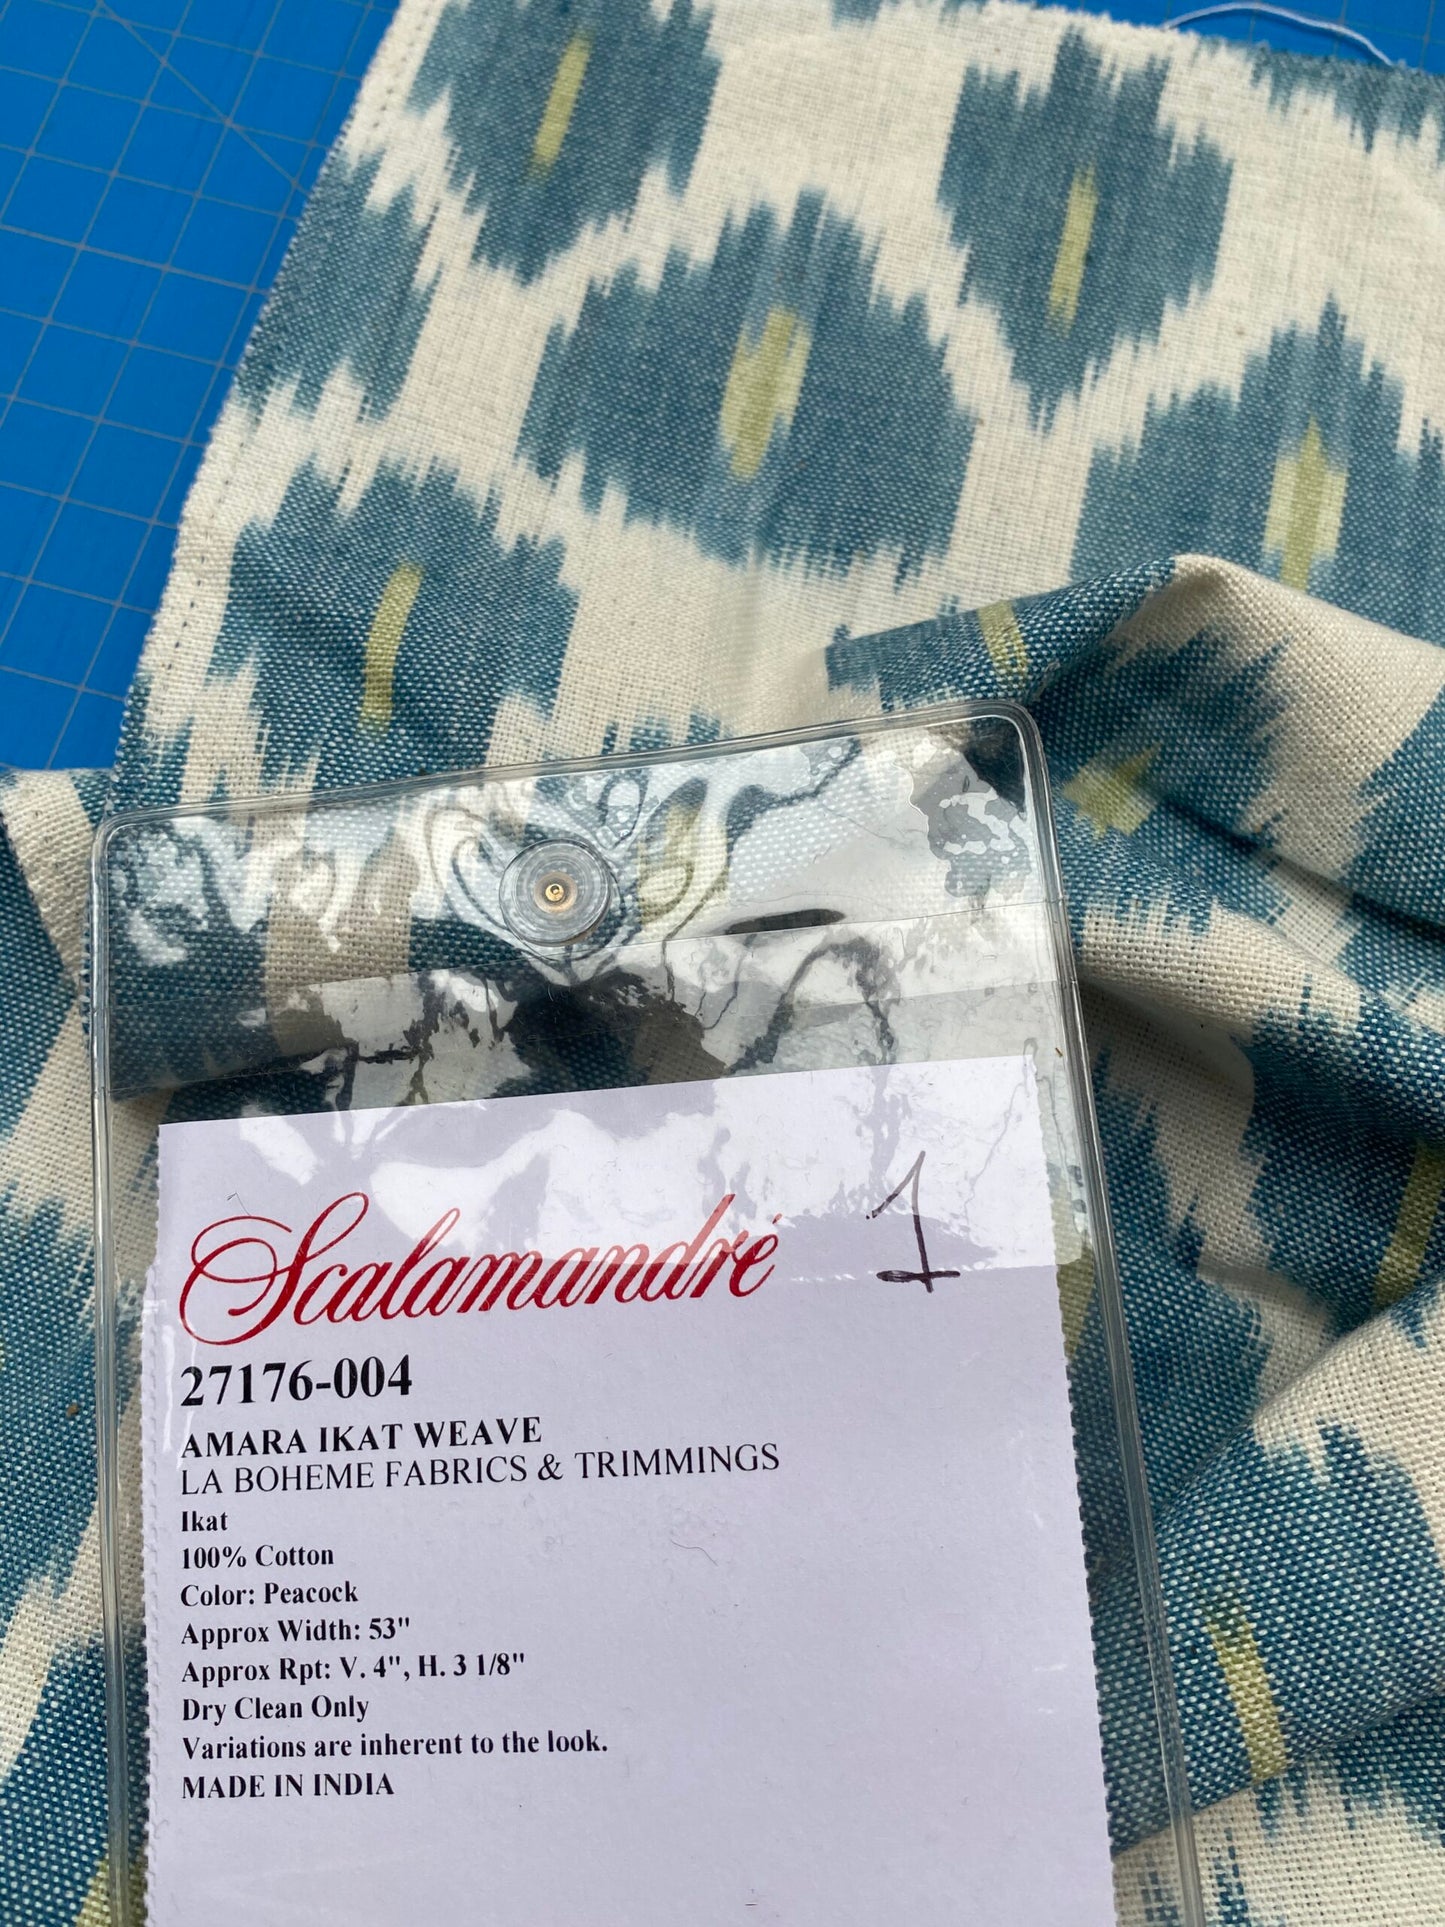 Scalamandré 1
27176-004
AMARA IKAT WEAVE
LA BOHEME FABRICS & TRIMMINGS
Ikat
100% Cotton
Color: Peacock
Approx Width: 53"
Approx Rpt: V. 4", H. 3 1/8"
Dry Clean Only
Variations are inherent to the look.
MADE IN INDIA